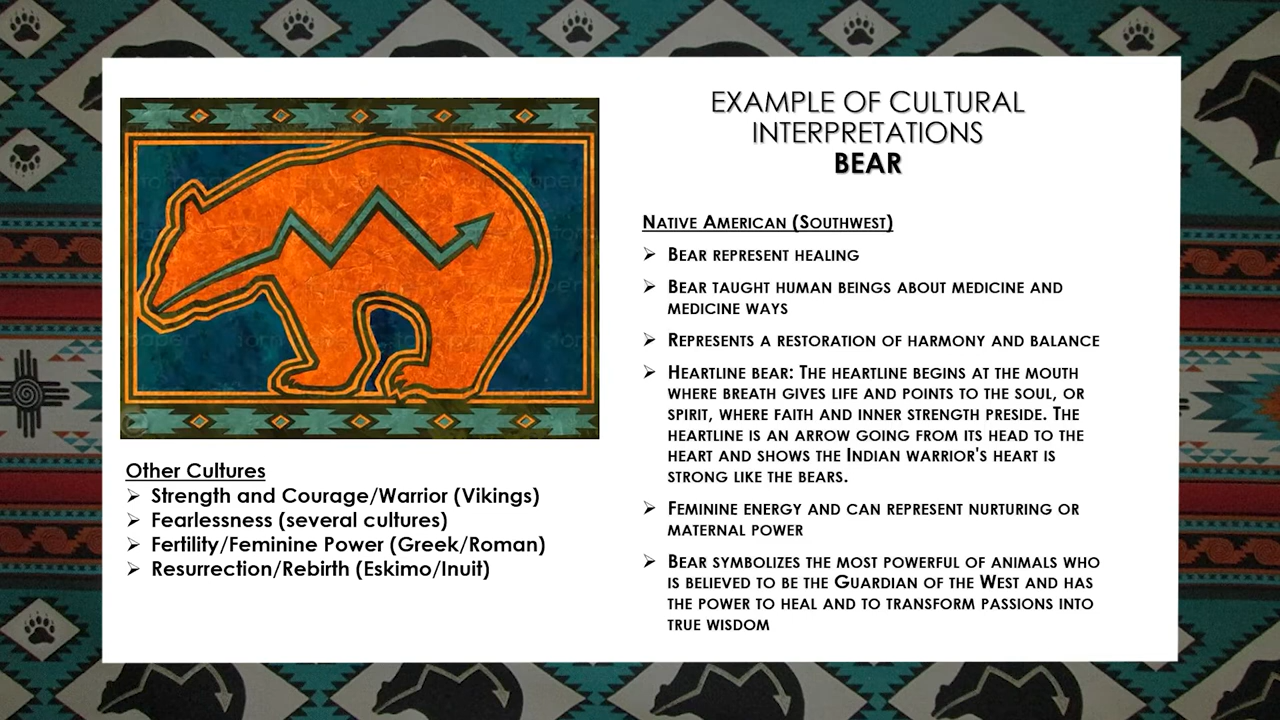 EXAMPLE OF CULTURAL
INTERPRETATIONS
BEAR
Native American (Southwest)
➢ Bear represent healing
➢ Bear taught human beings about medicine and
medicine ways
➢ Represents a restoration of harmony and balance
➢ Heartline bear: The heartline begins at the mouth
where breath gives life and points to the soul, or
spirit, where faith and inner strength preside. The
heartline is an arrow going from its head to the
heart and shows the Indian warrior's heart is
strong like the bears.
➢ Feminine energy and can represent nurturing or
maternal power
➢ Bear symbolizes the most powerful of animals who
is believed to be the Guardian of the West and has
the power to heal and to transform passions into
true wisdom
Other Cultures
➢ Strength and Courage/Warrior (Vikings)
➢ Fearlessness (several cultures)
➢ Fertility/Feminine Power (Greek/Roman)
➢ Resurrection/Rebirth (Eskimo/Inuit)